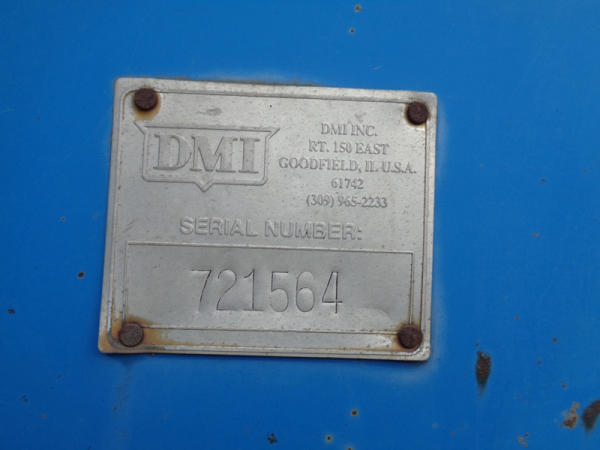 DMI
DMI INC.
RT. 150 EAST
GOODFIELD, IL U.S.A.
61742
(309) 965-2233
SERIAL NUMBER:
721564